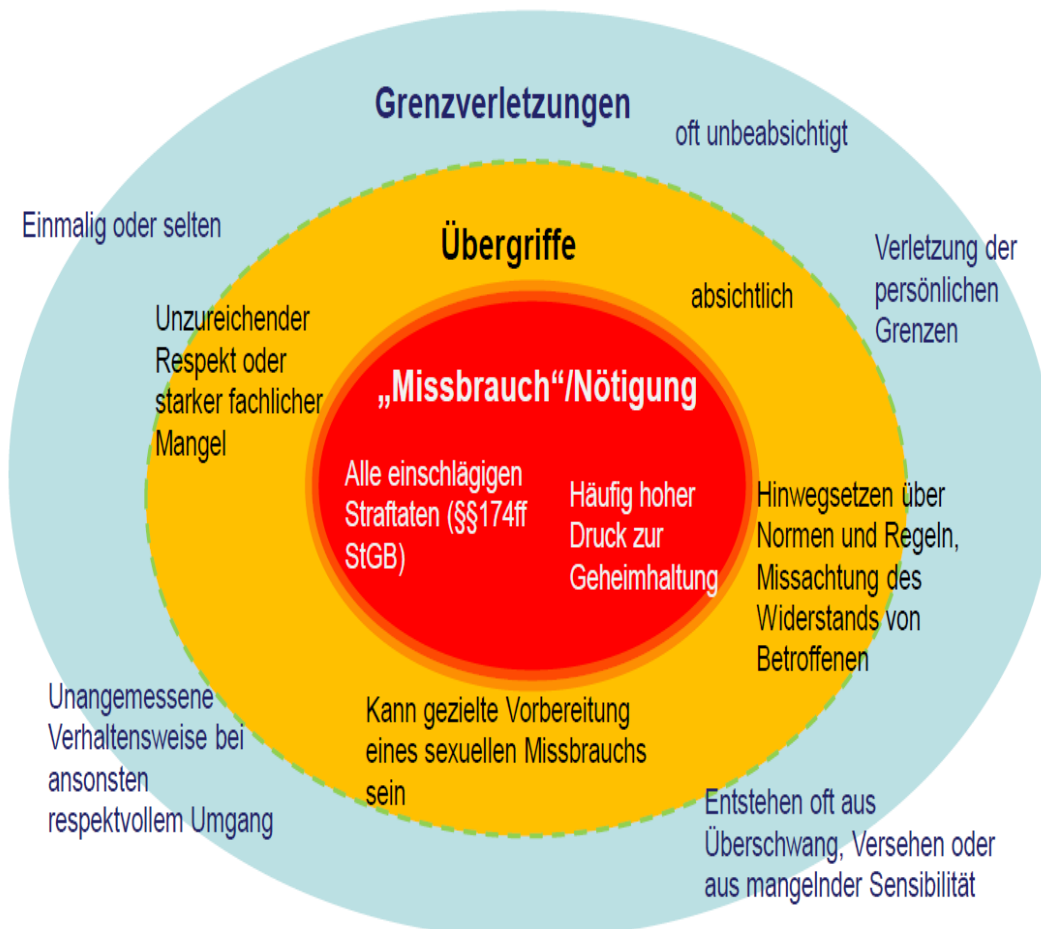 Grenzverletzungen
oft unbeabsichtigt
Einmalig oder selten
Verletzung der
persönlichen
Grenzen
Übergriffe
absichtlich
Unzureichender
Respekt oder
starker fachlicher
Mangel
„Missbrauch“/Nötigung
Alle einschlägigen
Straftaten (§§174ff
StGB)
Häufig hoher
Druck zur
Geheimhaltung
Hinwegsetzen über
Normen und Regeln,
Missachtung des
Widerstands von
Betroffenen
Unangemessene
Verhaltensweise bei
ansonsten
respektvollem Umgang
Kann gezielte Vorbereitung
eines sexuellen Missbrauchs
sein
Entstehen oft aus
Überschwang, Versehen oder
aus mangelnder Sensibilität